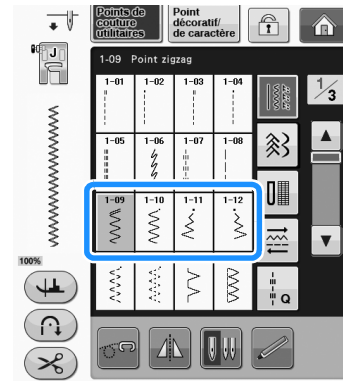 Points de
couture
utilitaires
Point
décoratif/
de caractère
J
1-09 Point zigzag
1-01 1-02 1-03 1-04
1/3
1-05 1-06 1-07 1-08
1-09 1-10 1-11 1-12
100%
Q